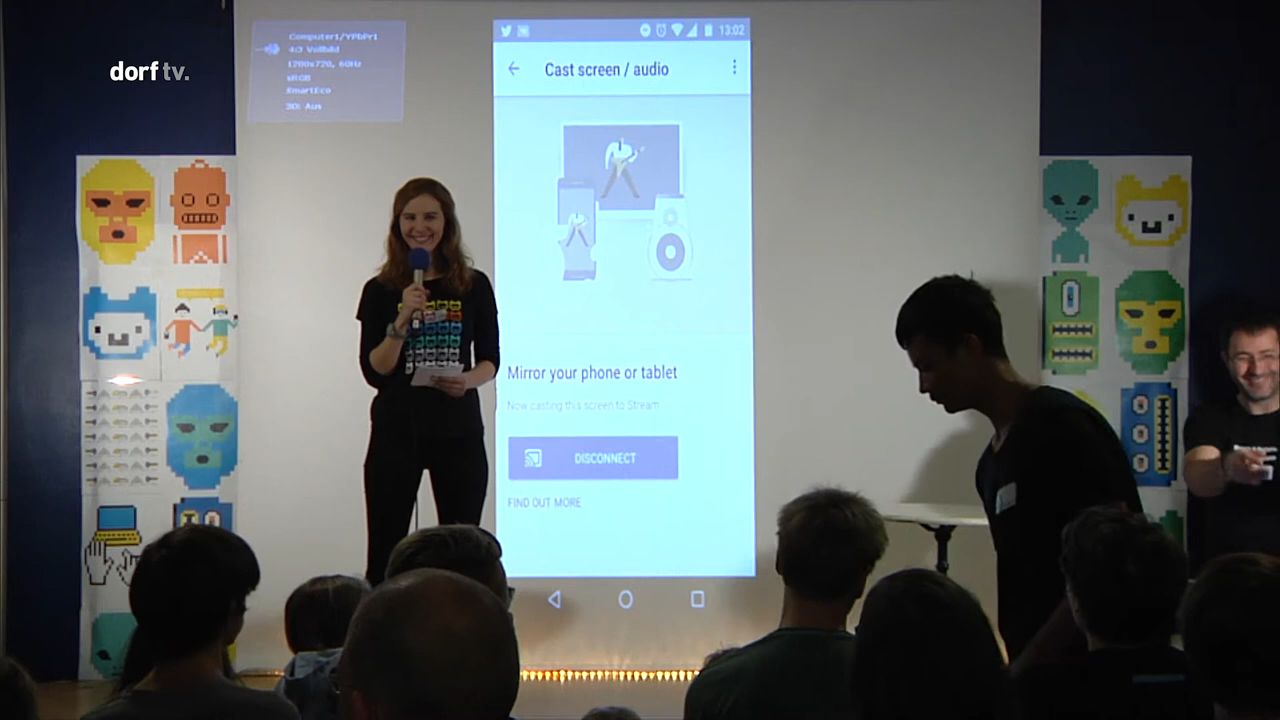 dorf tv.
Computer1/YPbPr1
4:3 Vollbild
1280x720, 60Hz
sRGB
SmartEco
3D: Aus
13:02
Cast screen / audio
Mirror your phone or tablet
Now casting this screen to Stream
DISCONNECT
FIND OUT MORE